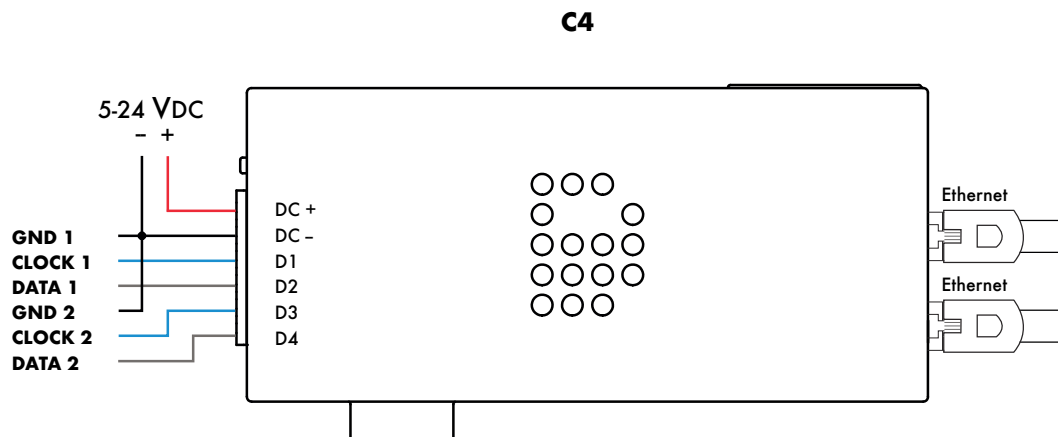 C4
5-24 VDC
– +
DC +
GND 1 DC –
CLOCK 1 D1
DATA 1 D2
GND 2 D3
CLOCK 2 D4
DATA 2
Ethernet
Ethernet